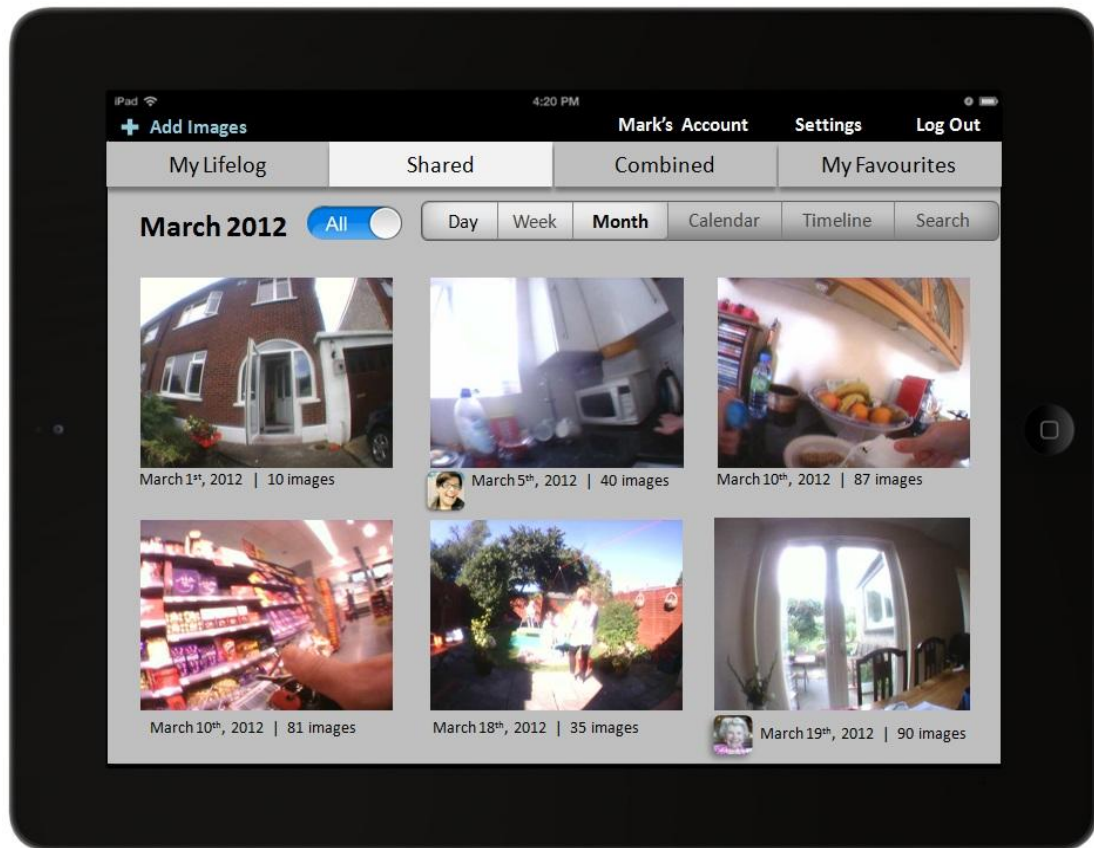 iPad 4:20 PM
Add Images Mark's Account Settings Log Out
My Lifelog Shared Combined My Favourites
March 2012 All Day Week Month Calendar Timeline Search
March 1st, 2012 | 10 images
March 5th, 2012 | 40 images
March 10th, 2012 | 87 images
March 10th, 2012 | 81 images
March 18th, 2012 | 35 images
March 19th, 2012 | 90 images